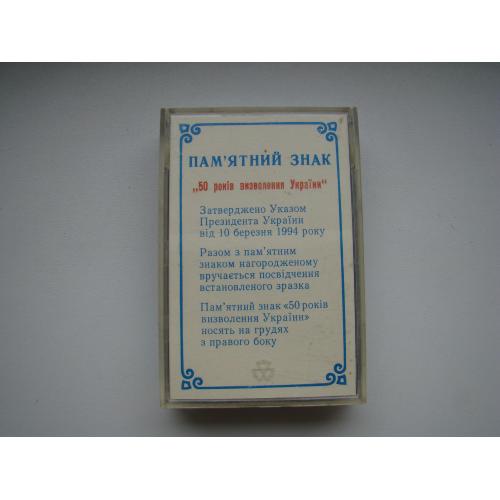 ПАМ'ЯТНИЙ ЗНАК
„50 років визволення України“
Затверджено Указом
Президента України
від 10 березня 1994 року
Разом з пам'ятним
знаком нагородженому
вручається посвідчення
встановленого зразка
Пам'ятний знак «50 років
визволення України»
носять на грудях
з правого боку